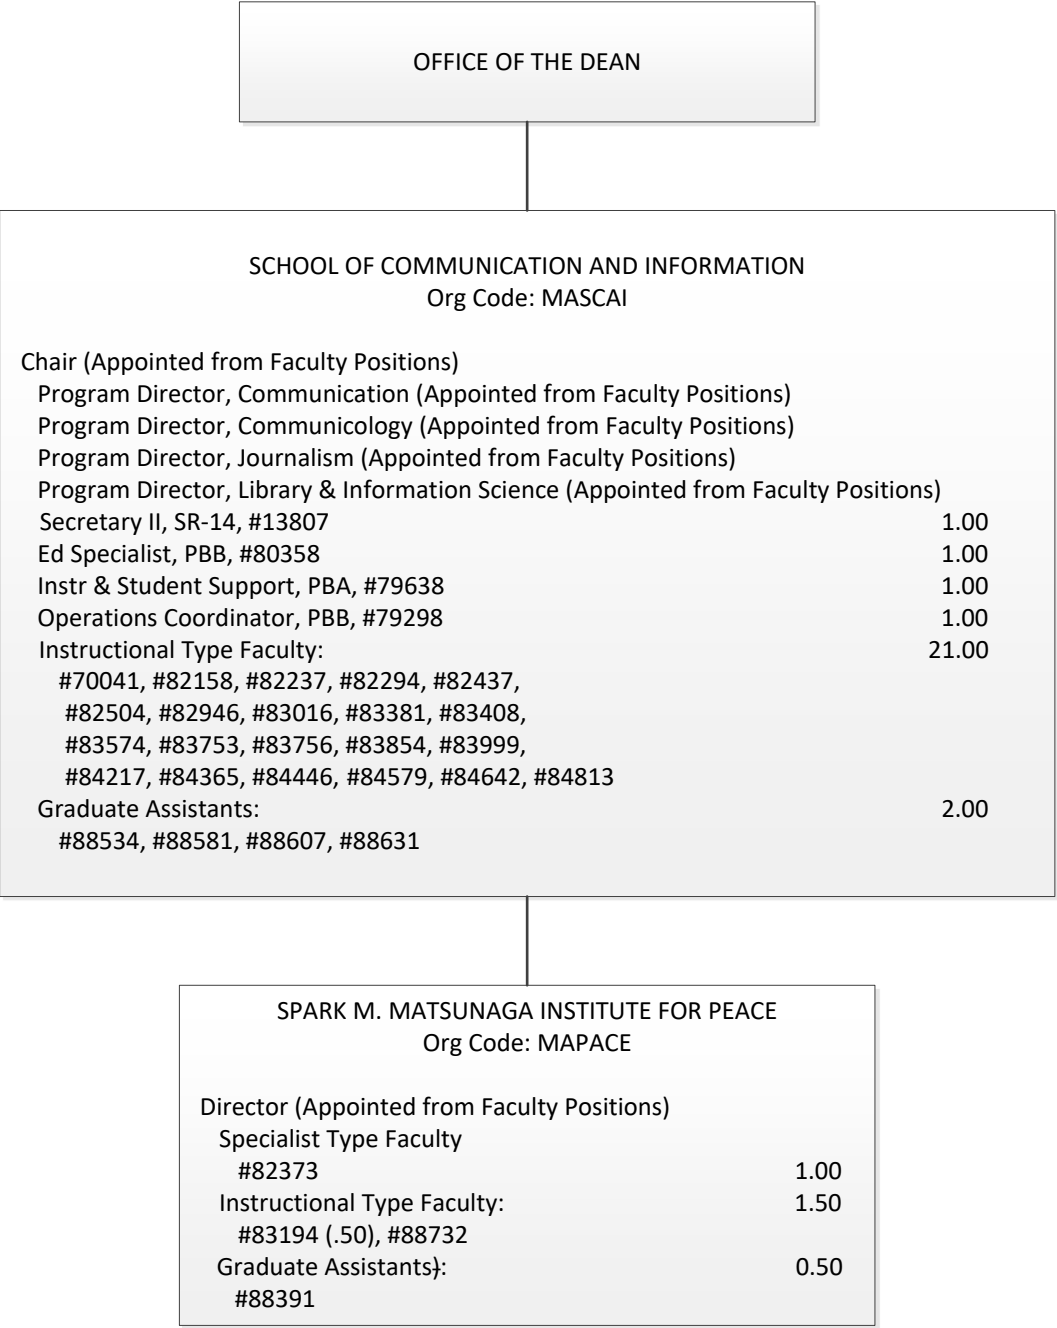 OFFICE OF THE DEAN
SCHOOL OF COMMUNICATION AND INFORMATION
Org Code: MASCAI
Chair (Appointed from Faculty Positions)
Program Director, Communication (Appointed from Faculty Positions)
Program Director, Communicology (Appointed from Faculty Positions)
Program Director, Journalism (Appointed from Faculty Positions)
Program Director, Library & Information Science (Appointed from Faculty Positions)
Secretary II, SR-14, #13807 1.00
Ed Specialist, PBB, #80358 1.00
Instr & Student Support, PBA, #79638 1.00
Operations Coordinator, PBB, #79298 1.00
Instructional Type Faculty: 21.00
#70041, #82158, #82237, #82294, #82437,
#82504, #82946, #83016, #83381, #83408,
#83574, #83753, #83756, #83854, #83999,
#84217, #84365, #84446, #84579, #84642, #84813
Graduate Assistants: 2.00
#88534, #88581, #88607, #88631
SPARK M. MATSUNAGA INSTITUTE FOR PEACE
Org Code: MAPACE
Director (Appointed from Faculty Positions)
Specialist Type Faculty
#82373 1.00
Instructional Type Faculty: 1.50
#83194 (.50), #88732
Graduate Assistants): 0.50
#88391